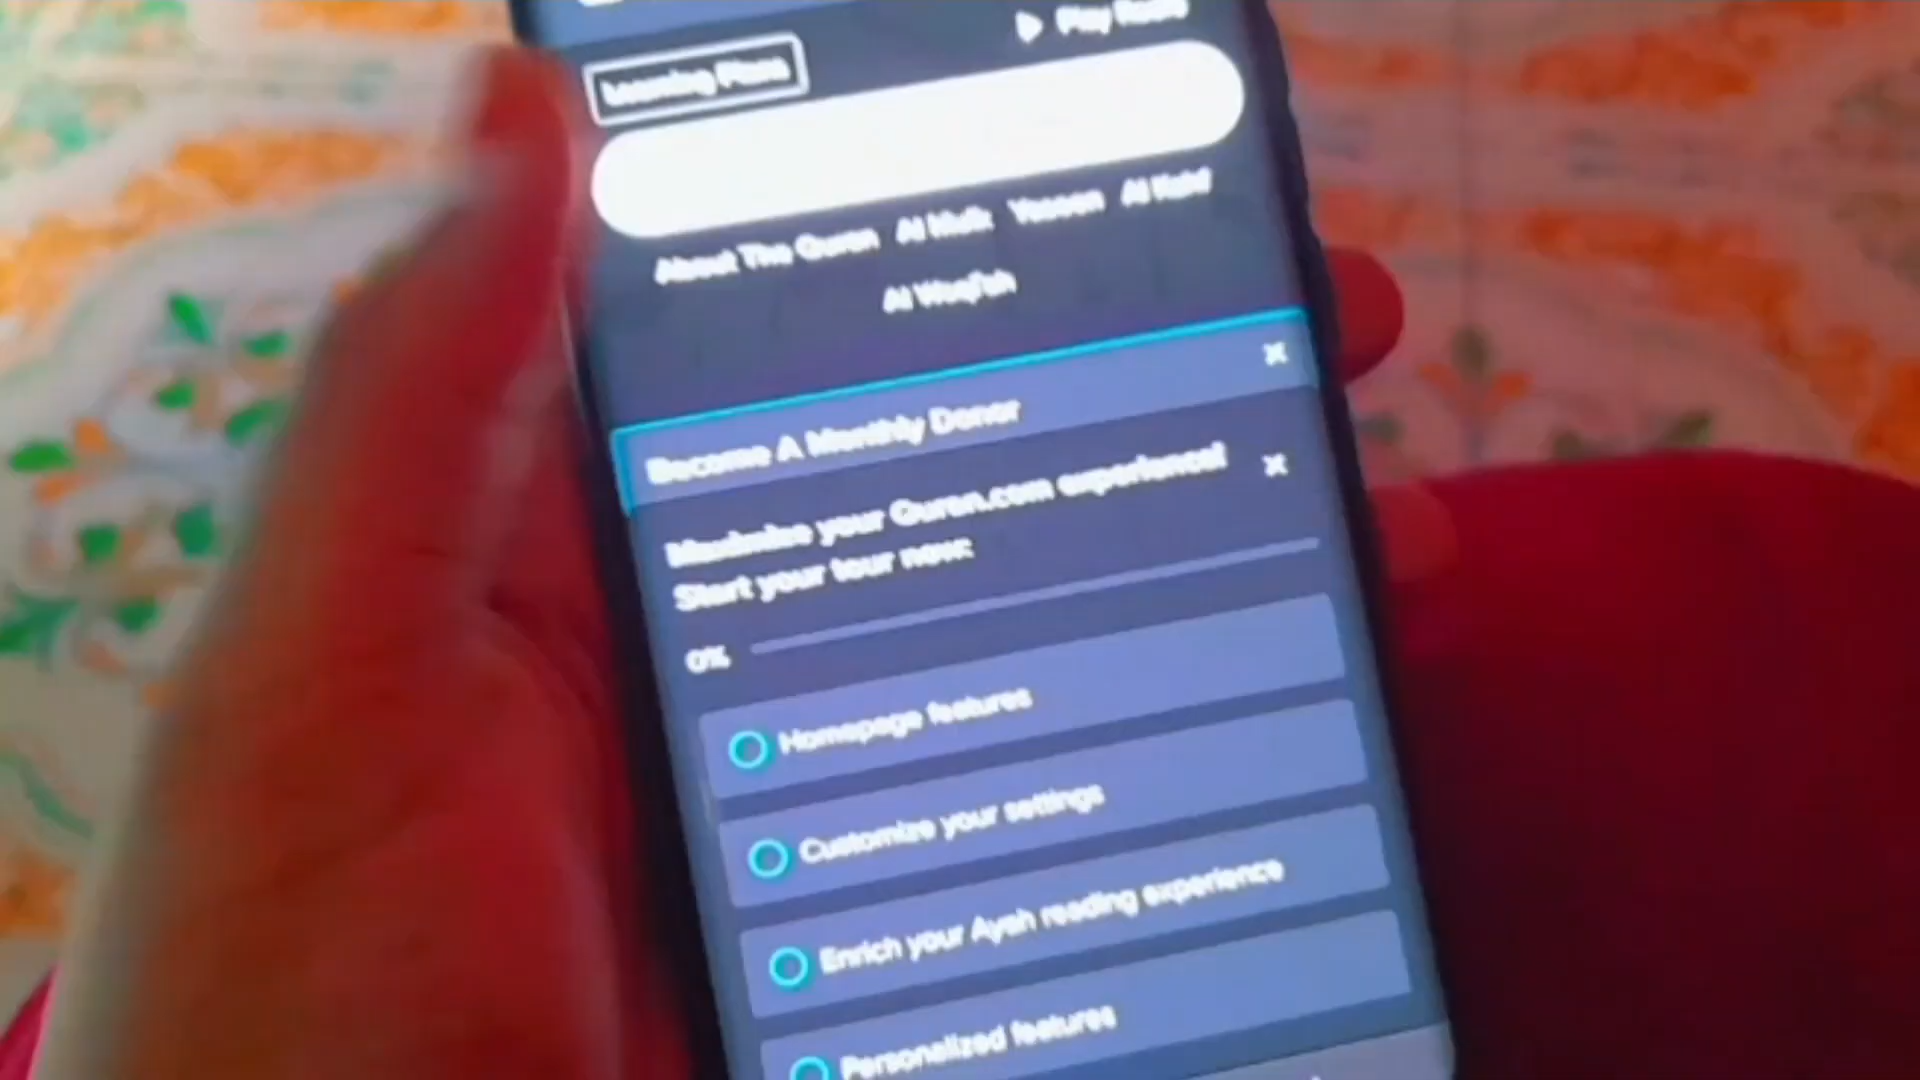 Play Radio
Learning Plans
About The Quran Al Mulk Yaseen Al Kahf
Al Waqi'ah
Become A Monthly Donor
Maximize your Quran.com experience!
Start your tour now:
0%
Homepage features
Customize your settings
Enrich your Ayah reading experience
Personalized features